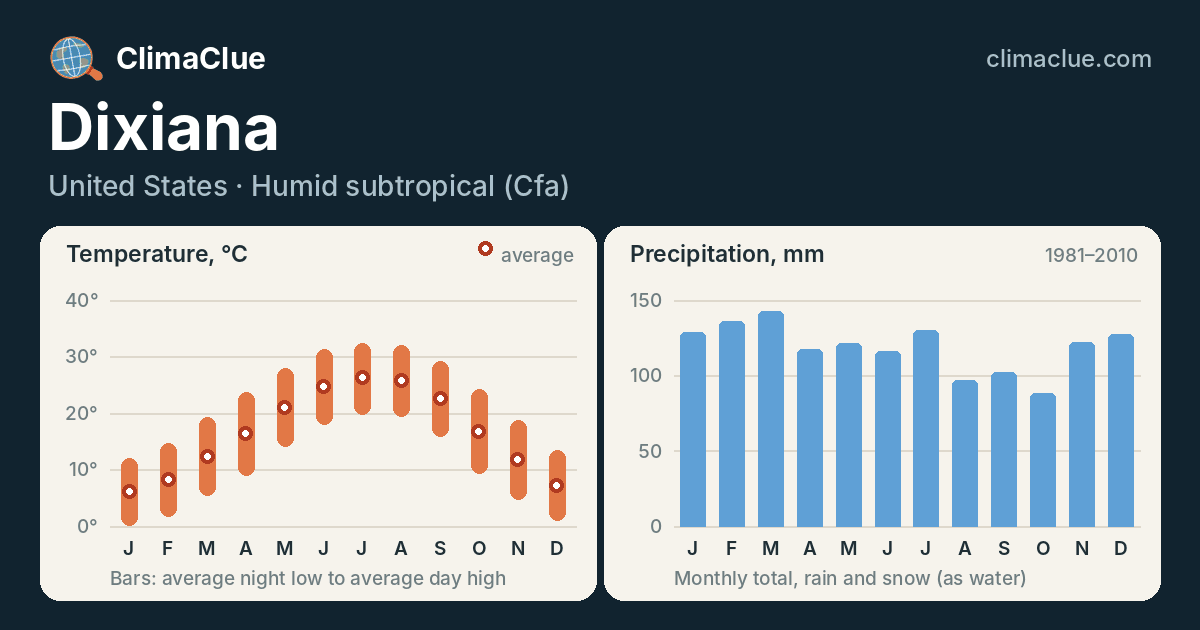 ClimaClue
climaclue.com
Dixiana
United States · Humid subtropical (Cfa)
Temperature, °C
average
40°
30°
20°
10°
0°
J F M A M J J A S O N D
Bars: average night low to average day high
Precipitation, mm
1981–2010
150
100
50
0
J F M A M J J A S O N D
Monthly total, rain and snow (as water)